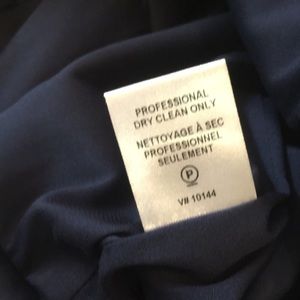 PROFESSIONAL
DRY CLEAN ONLY
NETTOYAGE À SEC
PROFESSIONNEL
SEULEMENT
P
V# 10144